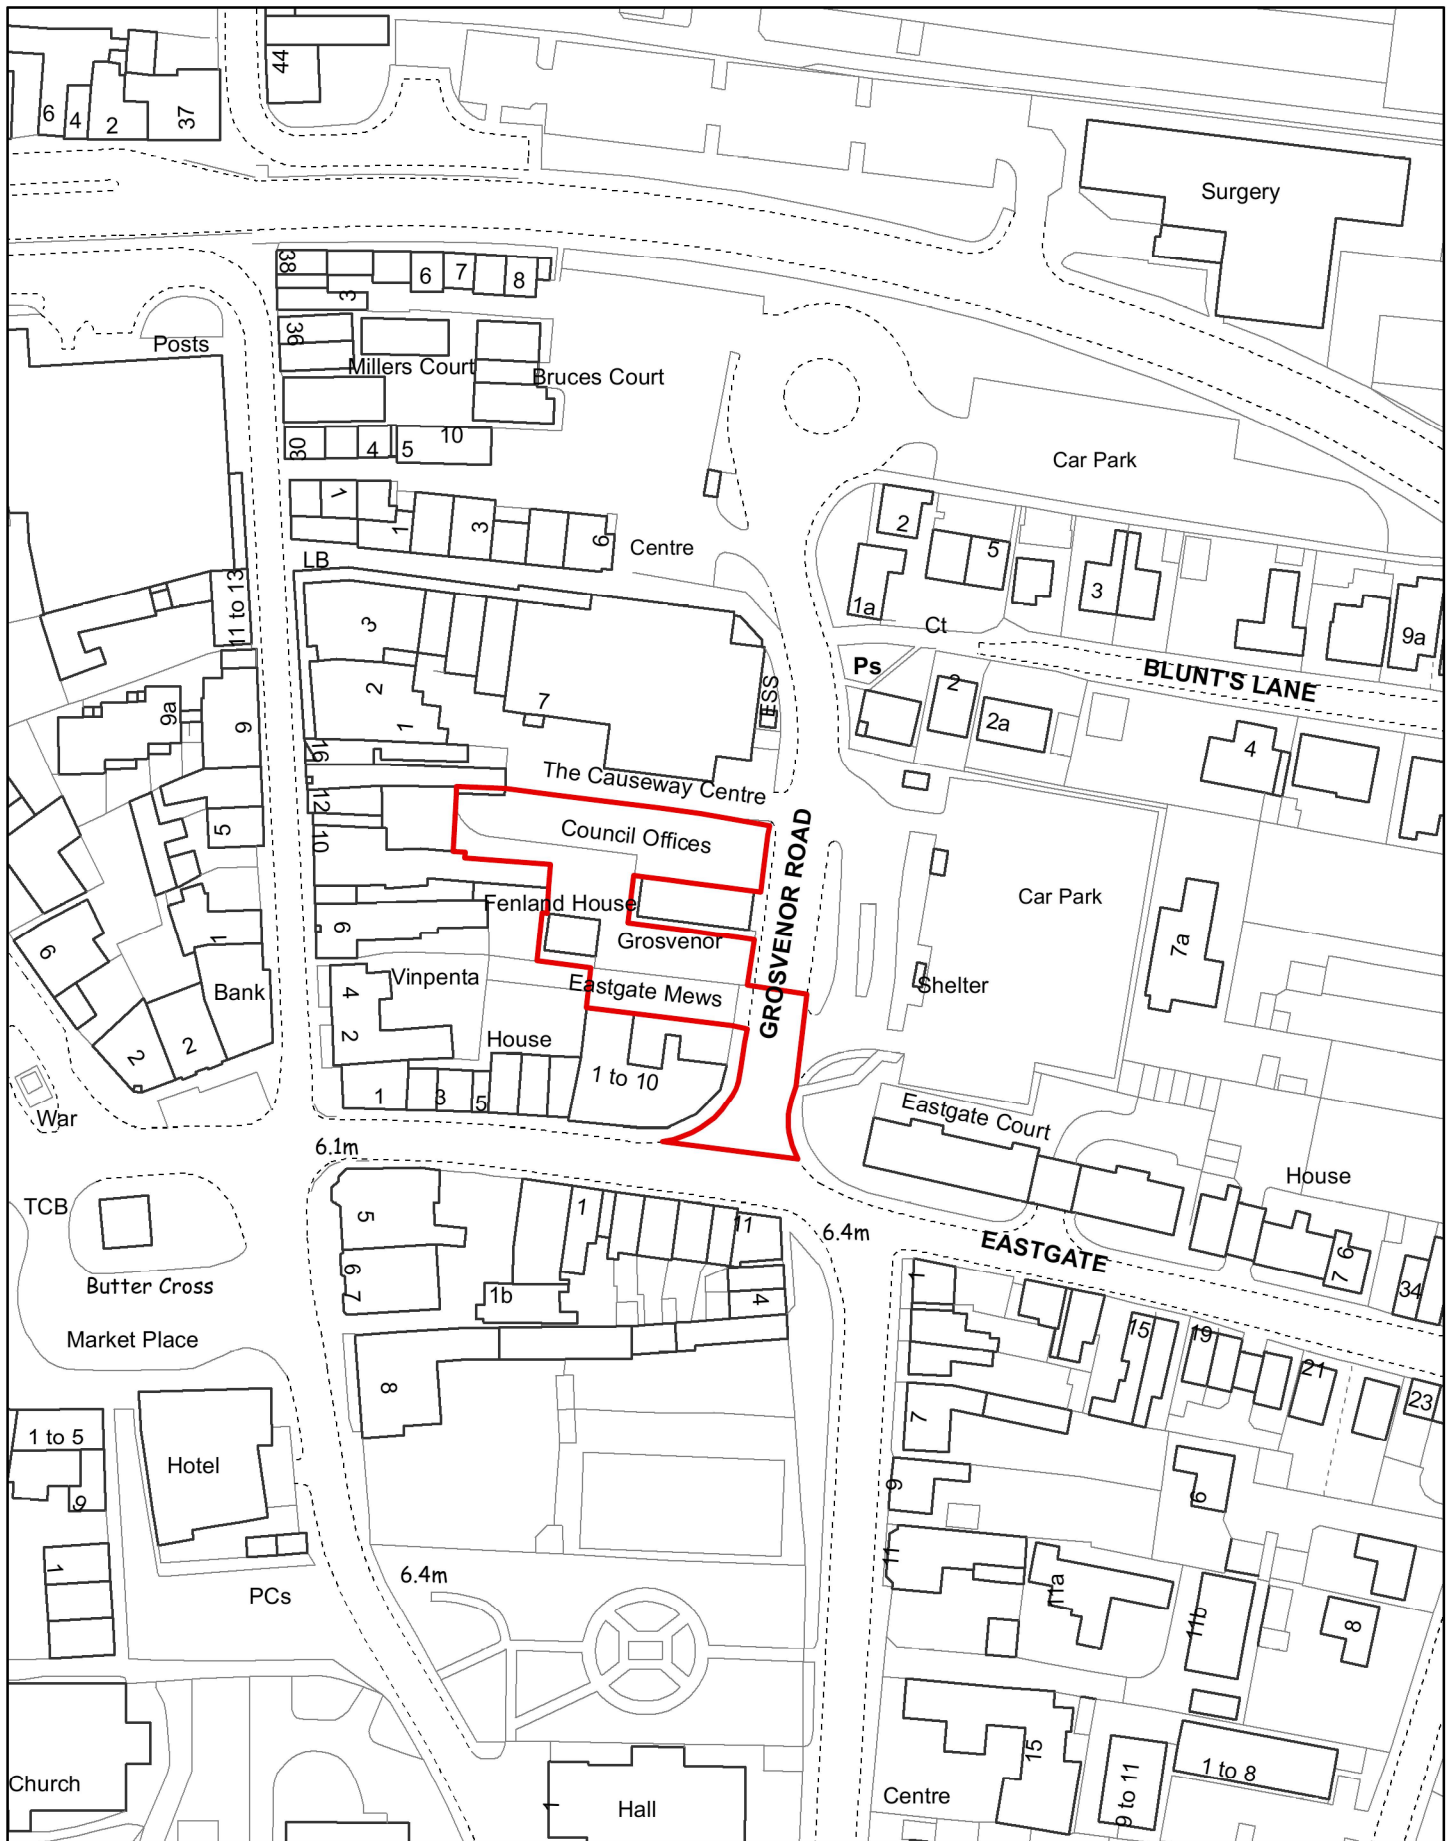 44
6
4
2
37
Surgery
38
6
7
8
3
36
Posts
Millers Court
Bruces Court
30
4
5
10
Car Park
1
1
3
6
Centre
2
5
LB
3
1a
11 to 13
3
Ct
9a
Ps
BLUNT'S LANE
2
9a
9
1
7
ESS
2
2a
4
16
The Causeway Centre
12
10
5
Council Offices
GROSVENOR ROAD
Car Park
Fenland House
6
1
6
Grosvenor
7a
Vinpenta
Bank
4
Eastgate Mews
Shelter
2
2
2
House
1 to 10
1
3
5
War
Eastgate Court
6.1m
House
TCB
5
1
11
6.4m
EASTGATE
6
7
6
7
Butter Cross
1b
4
1
34
Market Place
15
19
21
8
23
7
1 to 5
Hotel
9
9
6
11
1
6.4m
11a
PCs
11b
8
15
1 to 8
Church
Centre
9 to 11
1
Hall